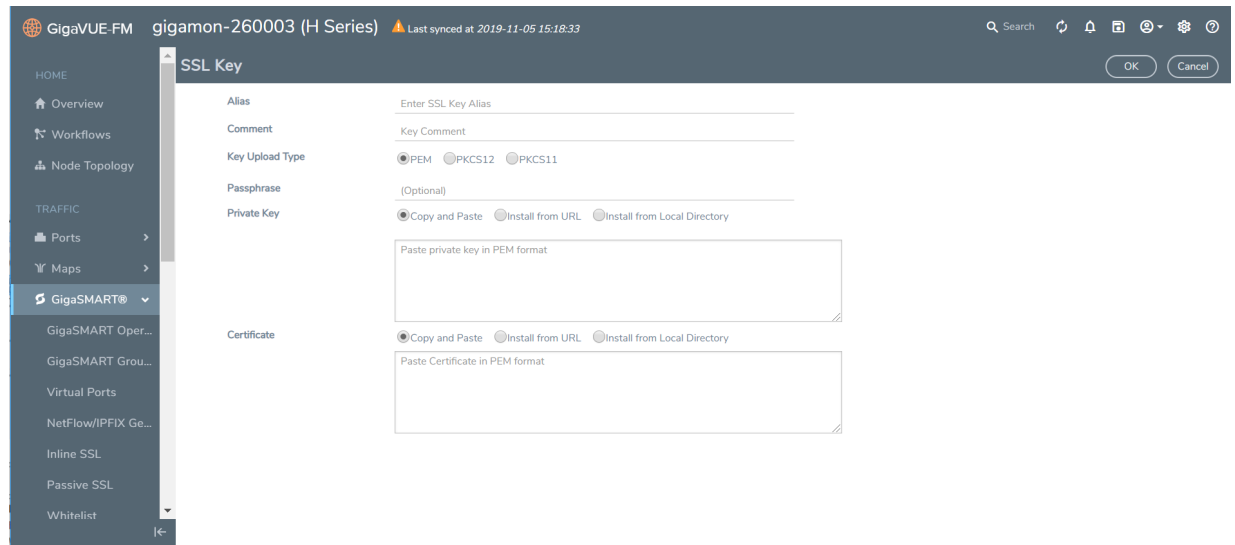 GigaVUE-FM gigamon-260003 (H Series) Last synced at 2019-11-05 15:18:33 Search
HOME
Overview
Workflows
Node Topology
TRAFFIC
Ports
Maps
GigaSMART®
GigaSMART Oper...
GigaSMART Grou...
Virtual Ports
NetFlow/IPFIX Ge...
Inline SSL
Passive SSL
Whitelist
SSL Key OK Cancel
Alias Enter SSL Key Alias
Comment Key Comment
Key Upload Type PEM PKCS12 PKCS11
Passphrase (Optional)
Private Key Copy and Paste Install from URL Install from Local Directory
Paste private key in PEM format
Certificate Copy and Paste Install from URL Install from Local Directory
Paste Certificate in PEM format